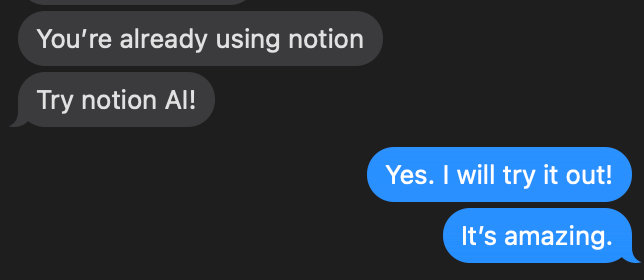 You’re already using notion
Try notion AI!
Yes. I will try it out!
It’s amazing.